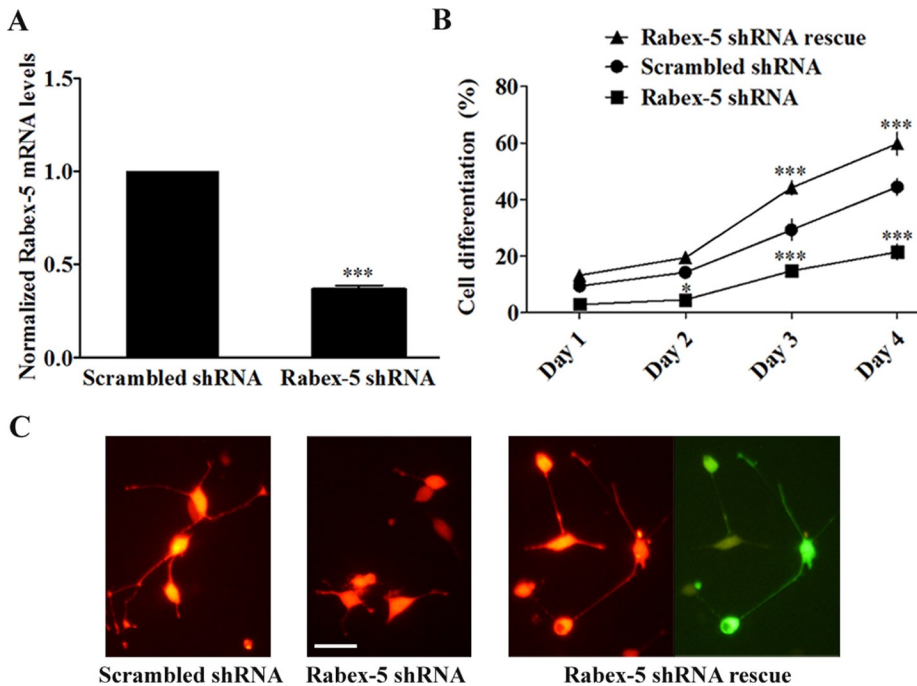 A
Normalized Rabex-5 mRNA levels
1.5
1.0
0.5
0.0
***
Scrambled shRNA
Rabex-5 shRNA
B
Rabex-5 shRNA rescue
Scrambled shRNA
Rabex-5 shRNA
Cell differentiation (%)
80
60
40
20
0
***
***
***
***
*
Day 1
Day 2
Day 3
Day 4
C
Scrambled shRNA
Rabex-5 shRNA
Rabex-5 shRNA rescue